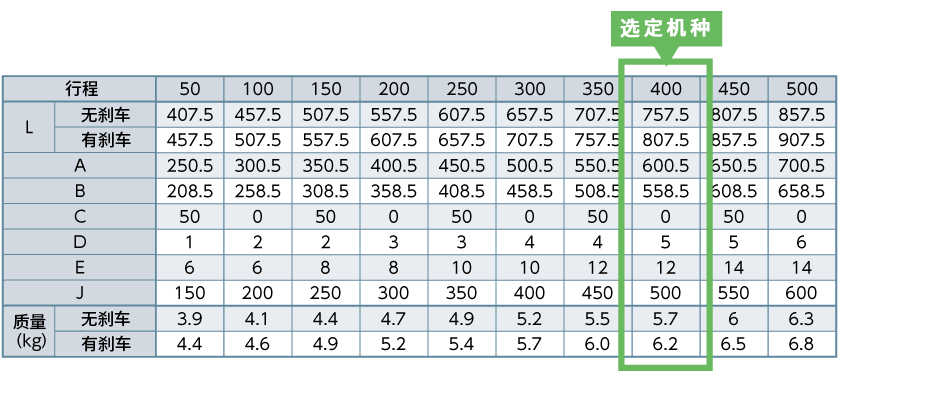 选定机种
行程 50 100 150 200 250 300 350 400 450 500
L 无刹车 407.5 457.5 507.5 557.5 607.5 657.5 707.5 757.5 807.5 857.5
有刹车 457.5 507.5 557.5 607.5 657.5 707.5 757.5 807.5 857.5 907.5
A 250.5 300.5 350.5 400.5 450.5 500.5 550.5 600.5 650.5 700.5
B 208.5 258.5 308.5 358.5 408.5 458.5 508.5 558.5 608.5 658.5
C 50 0 50 0 50 0 50 0 50 0
D 1 2 2 3 3 4 4 5 5 6
E 6 6 8 8 10 10 12 12 14 14
J 150 200 250 300 350 400 450 500 550 600
质量 (kg) 无刹车 3.9 4.1 4.4 4.7 4.9 5.2 5.5 5.7 6 6.3
有刹车 4.4 4.6 4.9 5.2 5.4 5.7 6.0 6.2 6.5 6.8